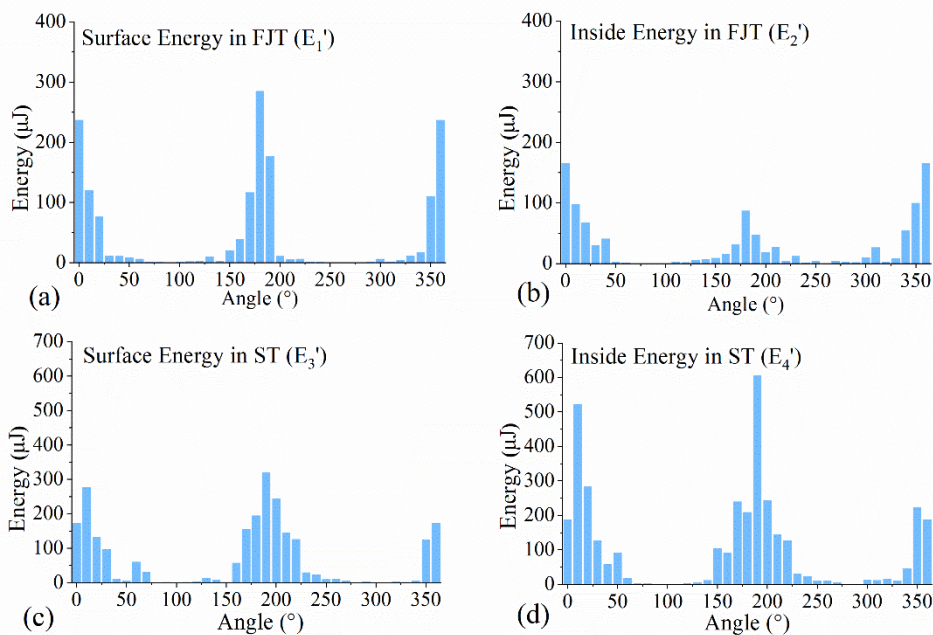 Surface Energy in FJT (E1')
400
300
200
100
0
Energy (μJ)
0 50 100 150 200 250 300 350
Angle (°)
(a)
Inside Energy in FJT (E2')
400
300
200
100
0
Energy (μJ)
0 50 100 150 200 250 300 350
Angle (°)
(b)
Surface Energy in ST (E3')
700
600
500
400
300
200
100
0
Energy (μJ)
0 50 100 150 200 250 300 350
Angle (°)
(c)
Inside Energy in ST (E4')
700
600
500
400
300
200
100
0
Energy (μJ)
0 50 100 150 200 250 300 350
Angle (°)
(d)